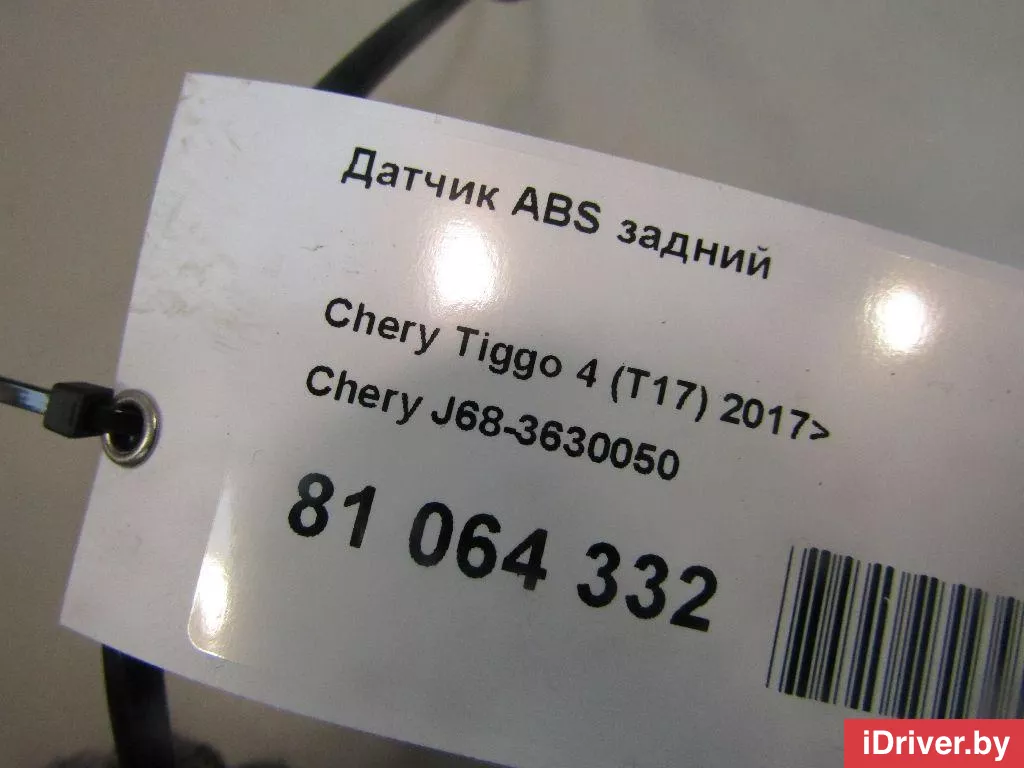 Датчик ABS задний
Chery Tiggo 4 (T17) 2017>
Chery J68-3630050
81 064 332
iDriver.by